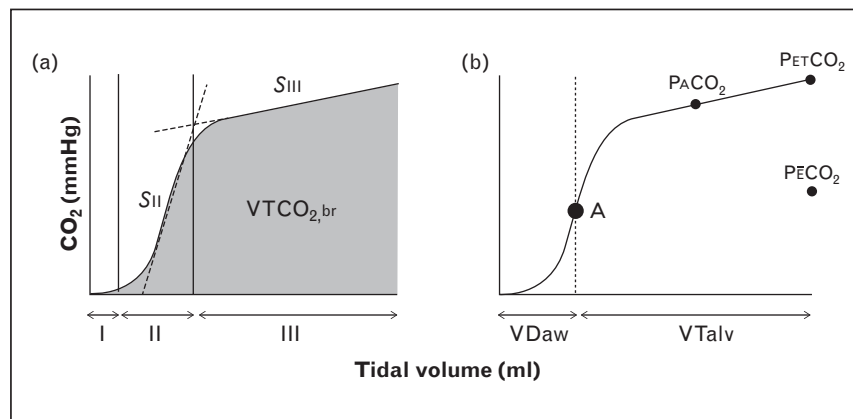 (a)
SIII
SII
VTCO₂,br
CO₂ (mmHg)
I
II
III
(b)
PETCO₂
PACO₂
PĒCO₂
A
VDaw
VTalv
Tidal volume (ml)